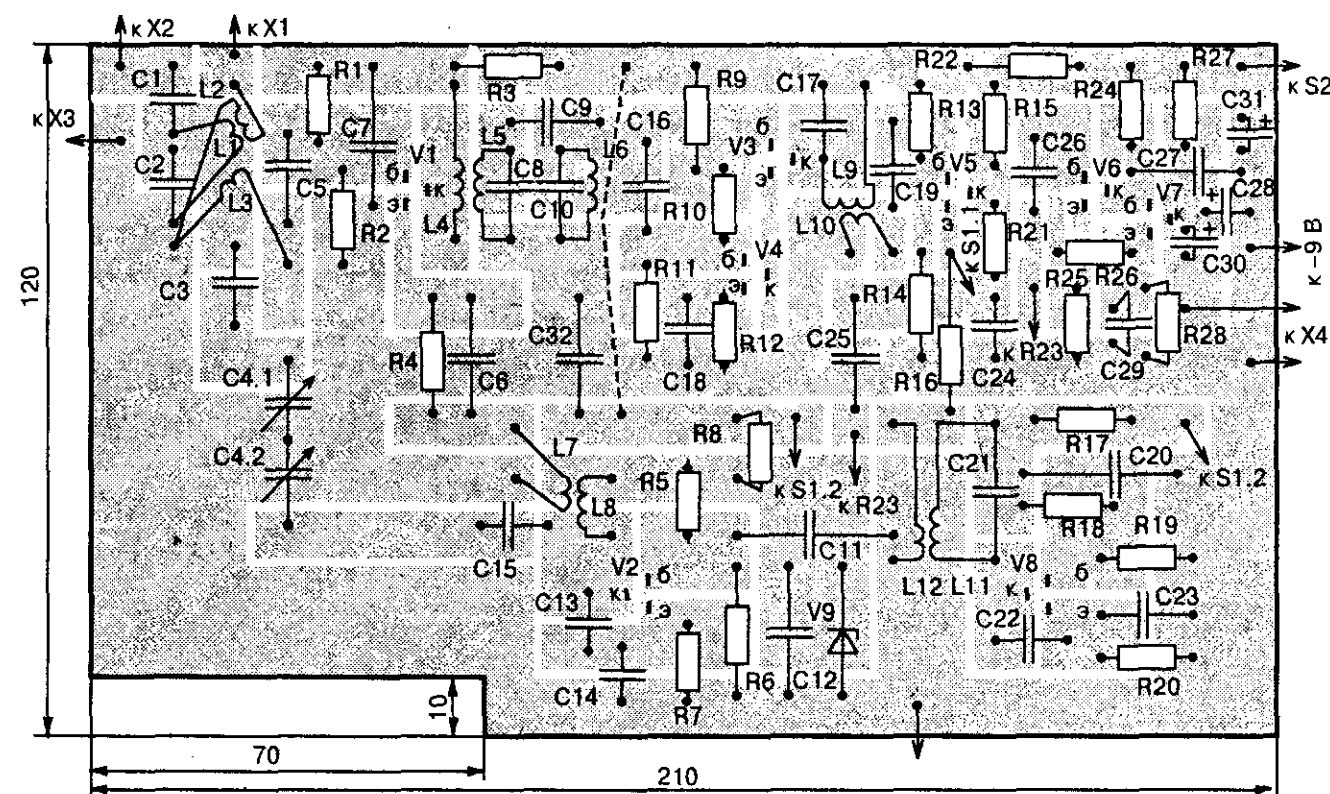 к X2
к X1
C1
L2
R1
R3
R9
C17
R22
R24
R27
к S2
к X3
L1
C7
V1
L5
C9
C16
L6
V3
б
R13
R15
C26
б
V6
C27
C31
+
C2
L3
C5
б
к
э
C8
C10
э
к
L9
C19
б
V5
к
э
э
к
V7
к
C28
+
R2
L4
R10
L10
к S1.1
R21
б
э
+
C30
к −9 В
120
C3
R11
б
V4
э
к
R14
R25
R26
R4
C6
C32
C18
R12
C25
R16
C24
к R23
C29
R28
к X4
C4.1
C4.2
L7
R8
R17
L8
R5
к S1.2
к R23
C21
C20
к S1.2
R18
R19
C15
C11
V2
б
к
э
L12
L11
V8
к
б
э
C13
V9
C22
C23
C14
R7
R6
C12
R20
10
70
210